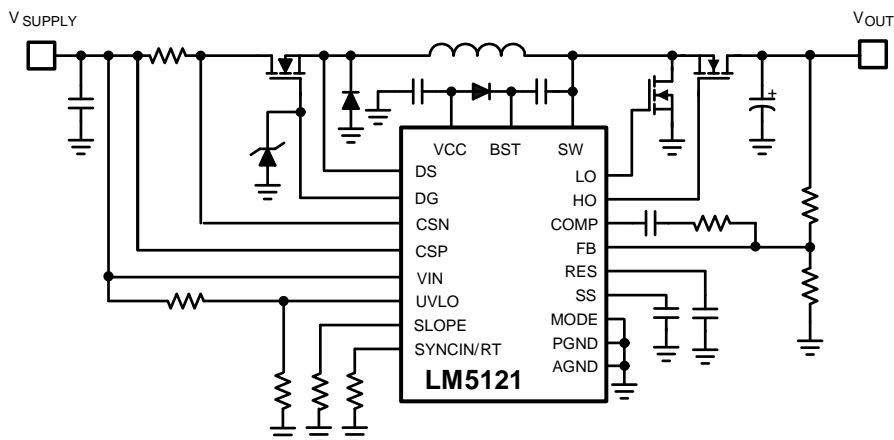 V SUPPLY
VOUT
VCC
BST
SW
DS
DG
CSN
CSP
VIN
UVLO
SLOPE
SYNCIN/RT
LO
HO
COMP
FB
RES
SS
MODE
PGND
AGND
LM5121
+